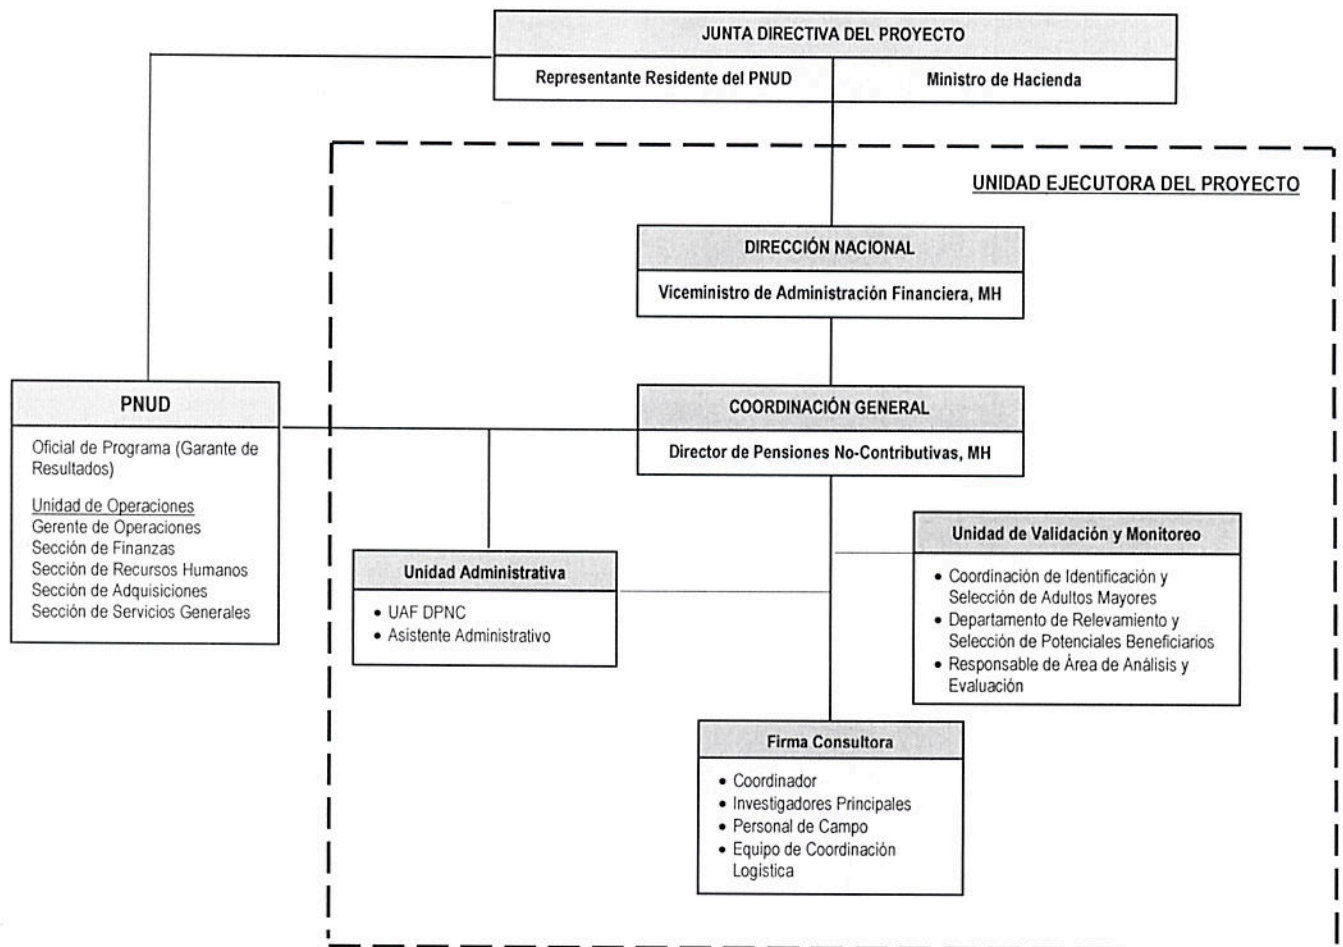 JUNTA DIRECTIVA DEL PROYECTO
Representante Residente del PNUD
Ministro de Hacienda
UNIDAD EJECUTORA DEL PROYECTO
DIRECCIÓN NACIONAL
Viceministro de Administración Financiera, MH
PNUD
Oficial de Programa (Garante de
Resultados)
Unidad de Operaciones
Gerente de Operaciones
Sección de Finanzas
Sección de Recursos Humanos
Sección de Adquisiciones
Sección de Servicios Generales
COORDINACIÓN GENERAL
Director de Pensiones No-Contributivas, MH
Unidad Administrativa
• UAF DPNC
• Asistente Administrativo
Unidad de Validación y Monitoreo
• Coordinación de Identificación y
Selección de Adultos Mayores
• Departamento de Relevamiento y
Selección de Potenciales Beneficiarios
• Responsable de Área de Análisis y
Evaluación
Firma Consultora
• Coordinador
• Investigadores Principales
• Personal de Campo
• Equipo de Coordinación
Logística